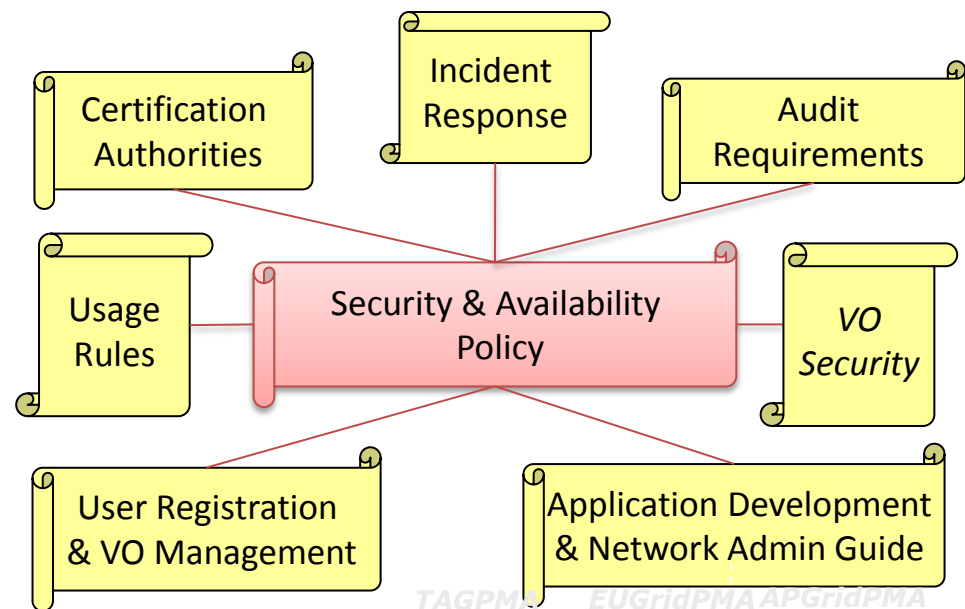 Incident
Response
Certification
Authorities
Audit
Requirements
Usage
Rules
Security & Availability
Policy
VO
Security
User Registration
& VO Management
Application Development
& Network Admin Guide
TAGPMA EUGridPMA APGridPMA